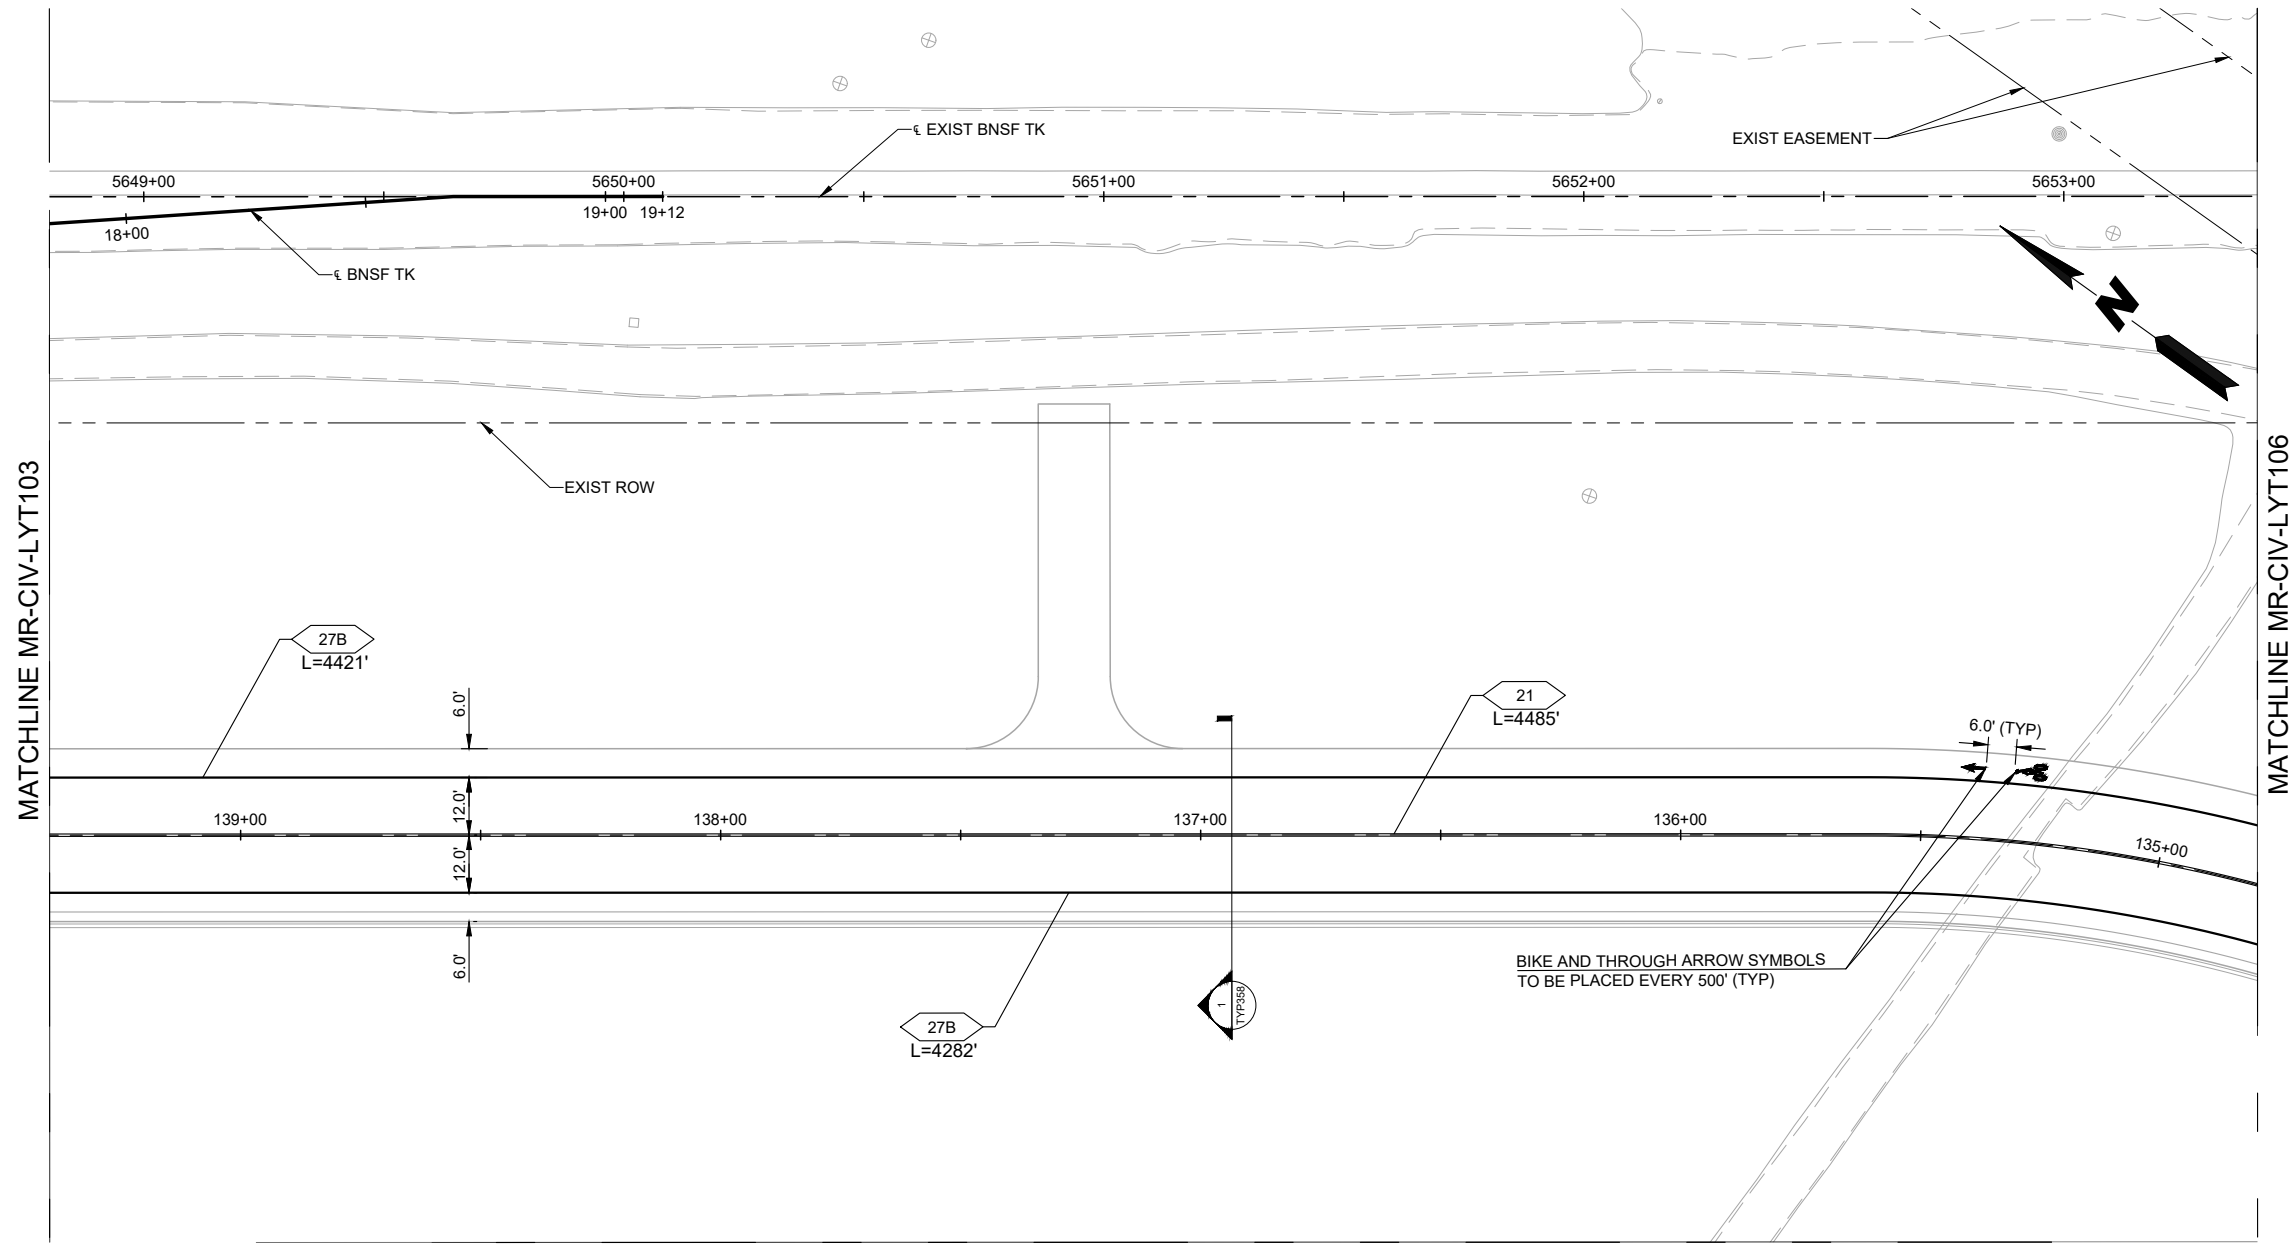 ℄ EXIST BNSF TK
EXIST EASEMENT
5649+00
5650+00
5651+00
5652+00
5653+00
18+00
19+00
19+12
℄ BNSF TK
N
EXIST ROW
MATCHLINE MR-CIV-LYT103
MATCHLINE MR-CIV-LYT106
27B
L=4421'
6.0'
21
L=4485'
6.0' (TYP)
12.0'
139+00
138+00
137+00
136+00
135+00
12.0'
6.0'
BIKE AND THROUGH ARROW SYMBOLS
TO BE PLACED EVERY 500' (TYP)
1
TYP358
27B
L=4282'